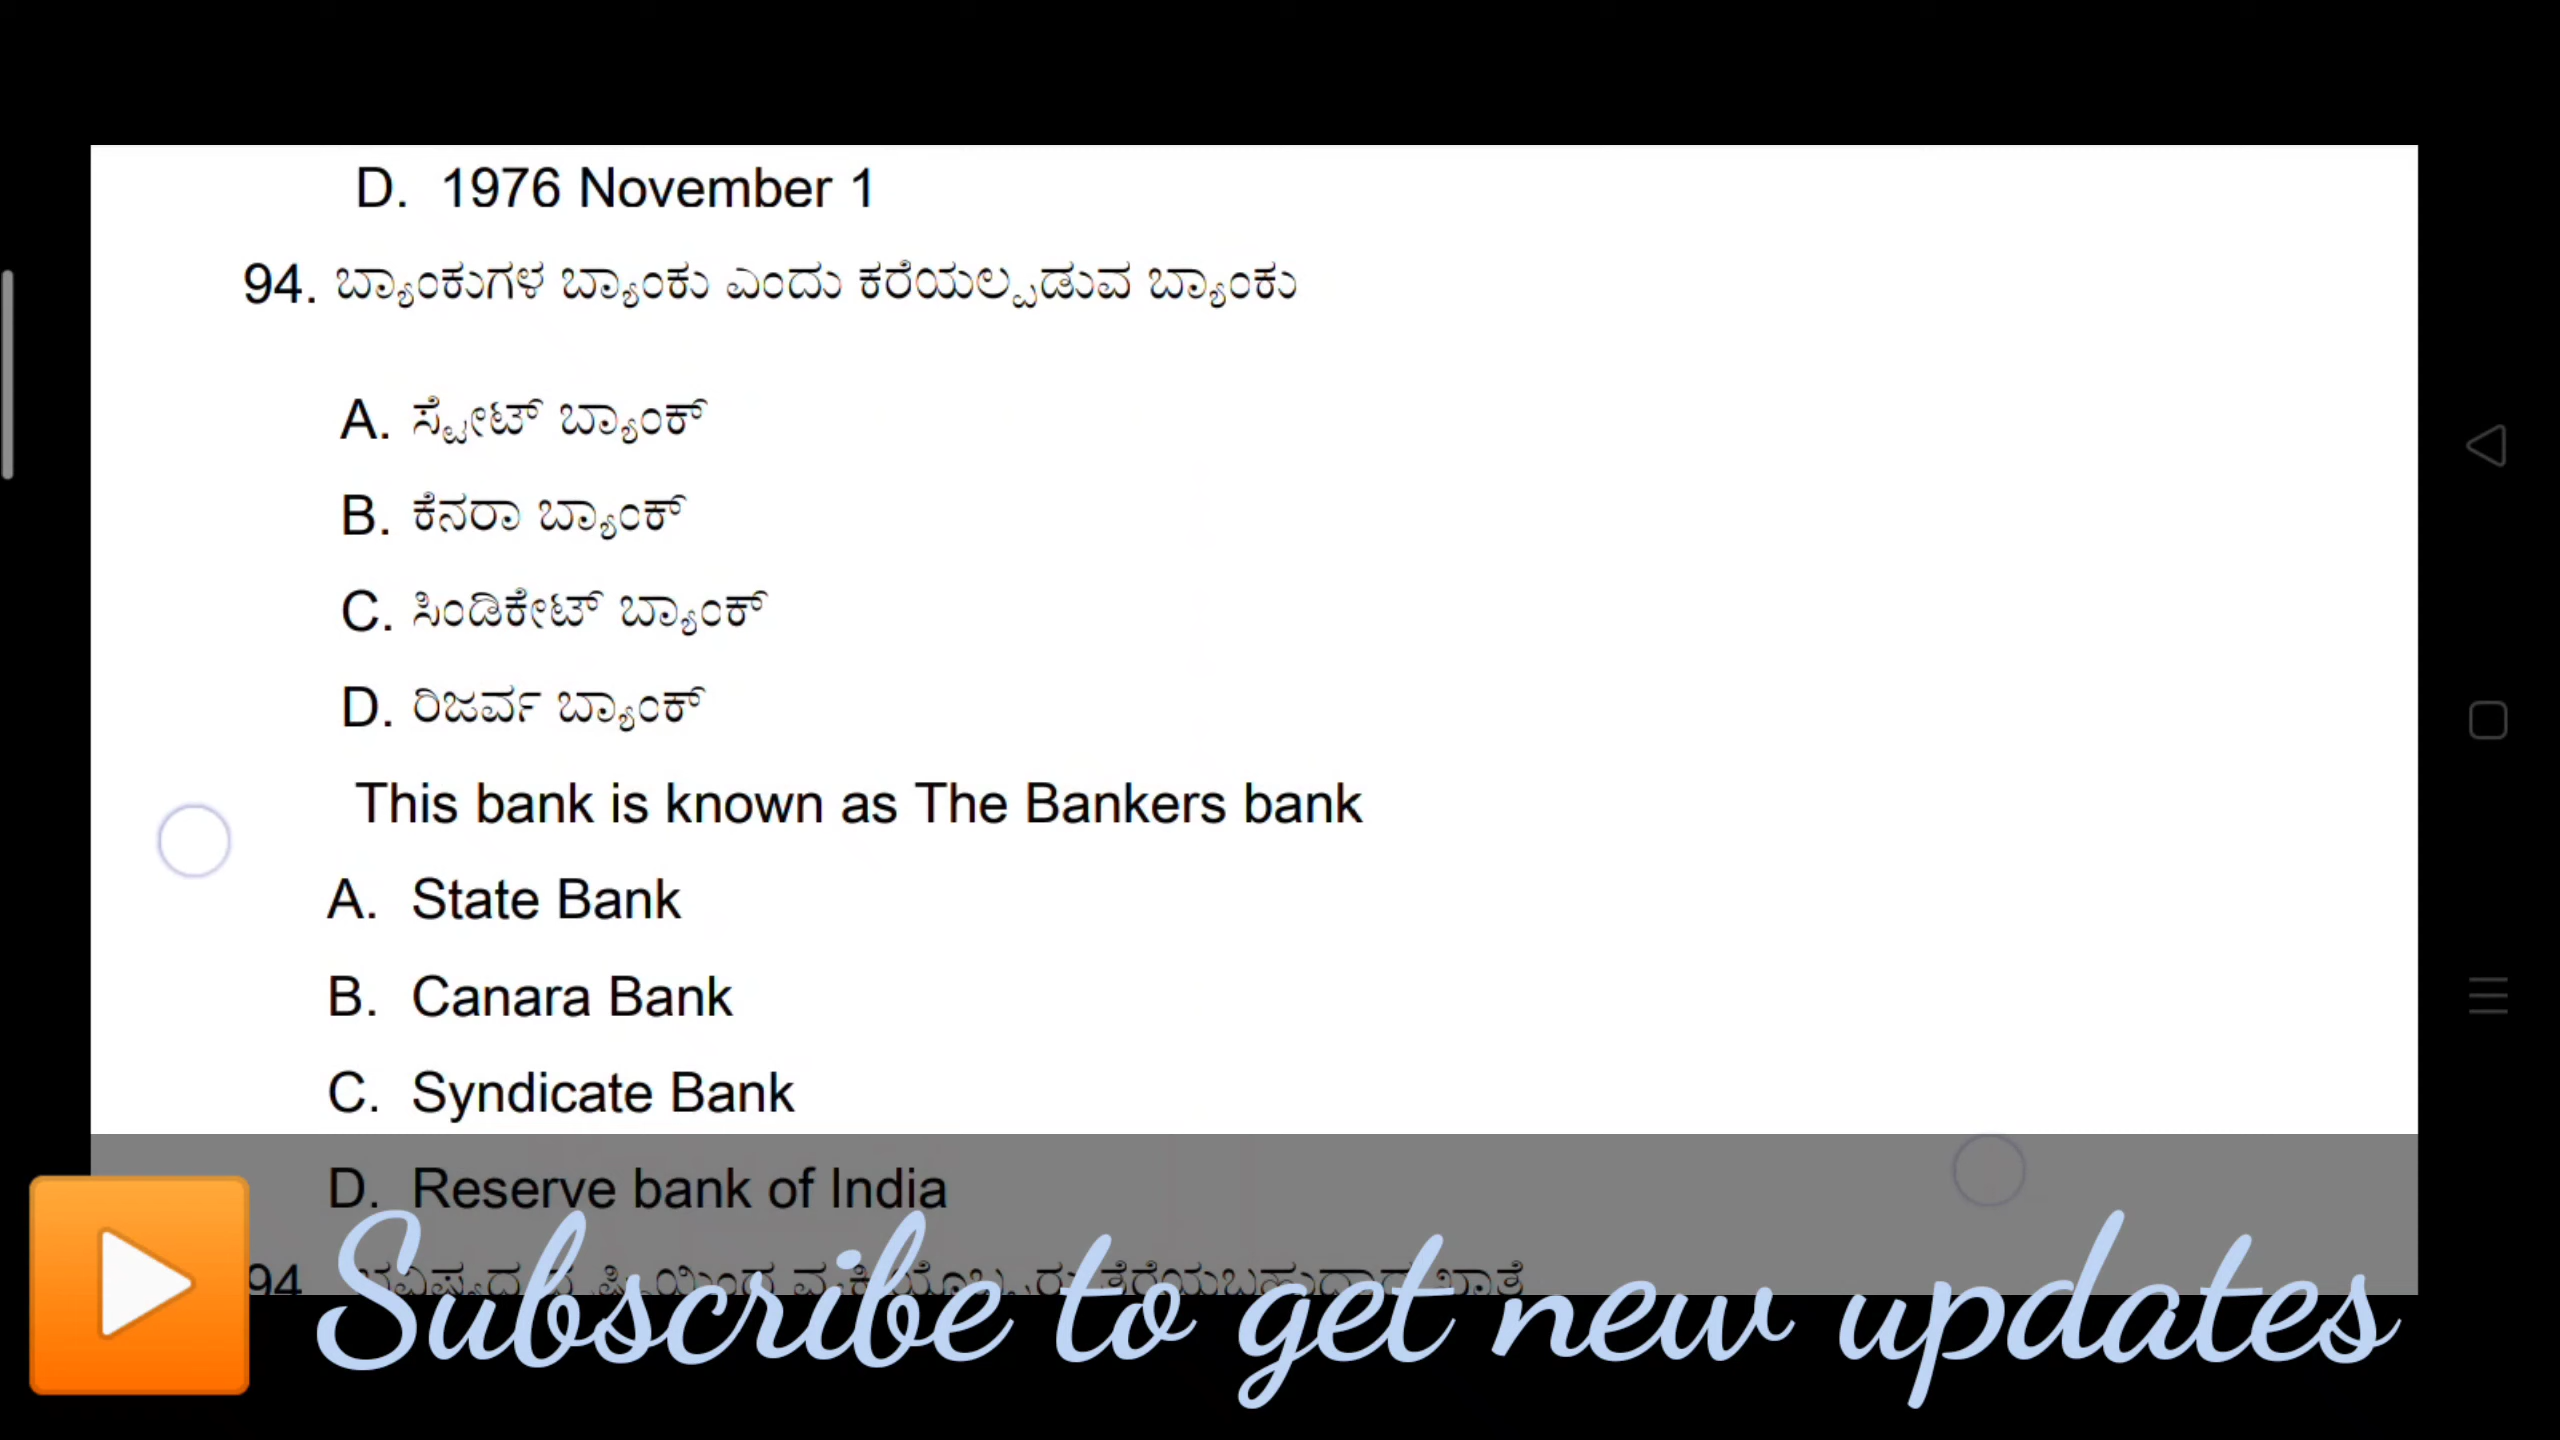 D. 1976 November 1
94. ಬ್ಯಾಂಕುಗಳ ಬ್ಯಾಂಕು ಎಂದು ಕರೆಯಲ್ಪಡುವ ಬ್ಯಾಂಕು
A. ಸ್ಟೇಟ್ ಬ್ಯಾಂಕ್
B. ಕೆನರಾ ಬ್ಯಾಂಕ್
C. ಸಿಂಡಿಕೇಟ್ ಬ್ಯಾಂಕ್
D. ರಿಜರ್ವ ಬ್ಯಾಂಕ್
This bank is known as The Bankers bank
A. State Bank
B. Canara Bank
C. Syndicate Bank
D. Reserve bank of India
94 ತೆರೆಯಬಹುದಾದ ಖಾತೆ
Subscribe to get new updates